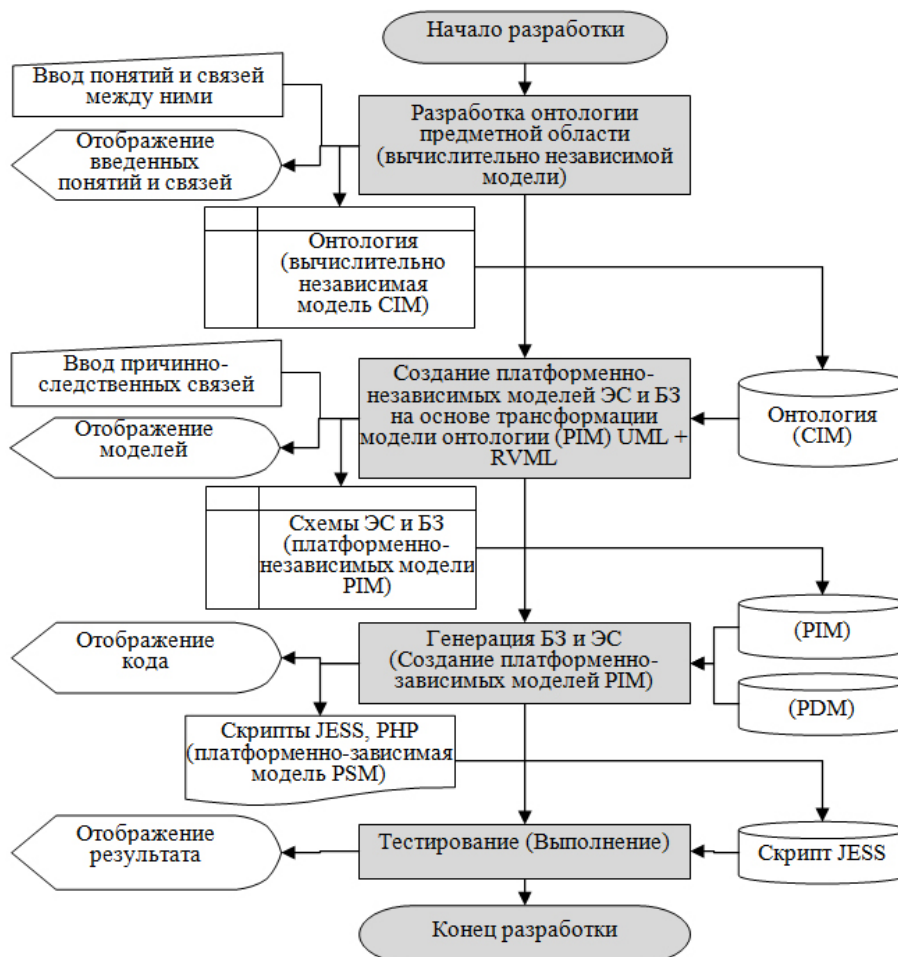 Начало разработки
Ввод понятий и связей
между ними
Разработка онтологии
предметной области
(вычислительно независимой
модели)
Отображение
введенных
понятий и связей
Онтология
(вычислительно
независимая
модель CIM)
Ввод причинно-
следственных связей
Создание платформенно-
независимых моделей ЭС и БЗ
на основе трансформации
модели онтологии (PIM) UML +
RVML
Онтология
(CIM)
Отображение
моделей
Схемы ЭС и БЗ
(платформенно-
независимых модели
PIM)
Отображение
кода
Генерация БЗ и ЭС
(Создание платформенно-
зависимых моделей PIM)
(PIM)
(PDM)
Скрипты JESS, PHP
(платформенно-зависимая
модель PSM)
Отображение
результата
Тестирование (Выполнение)
Скрипт JESS
Конец разработки